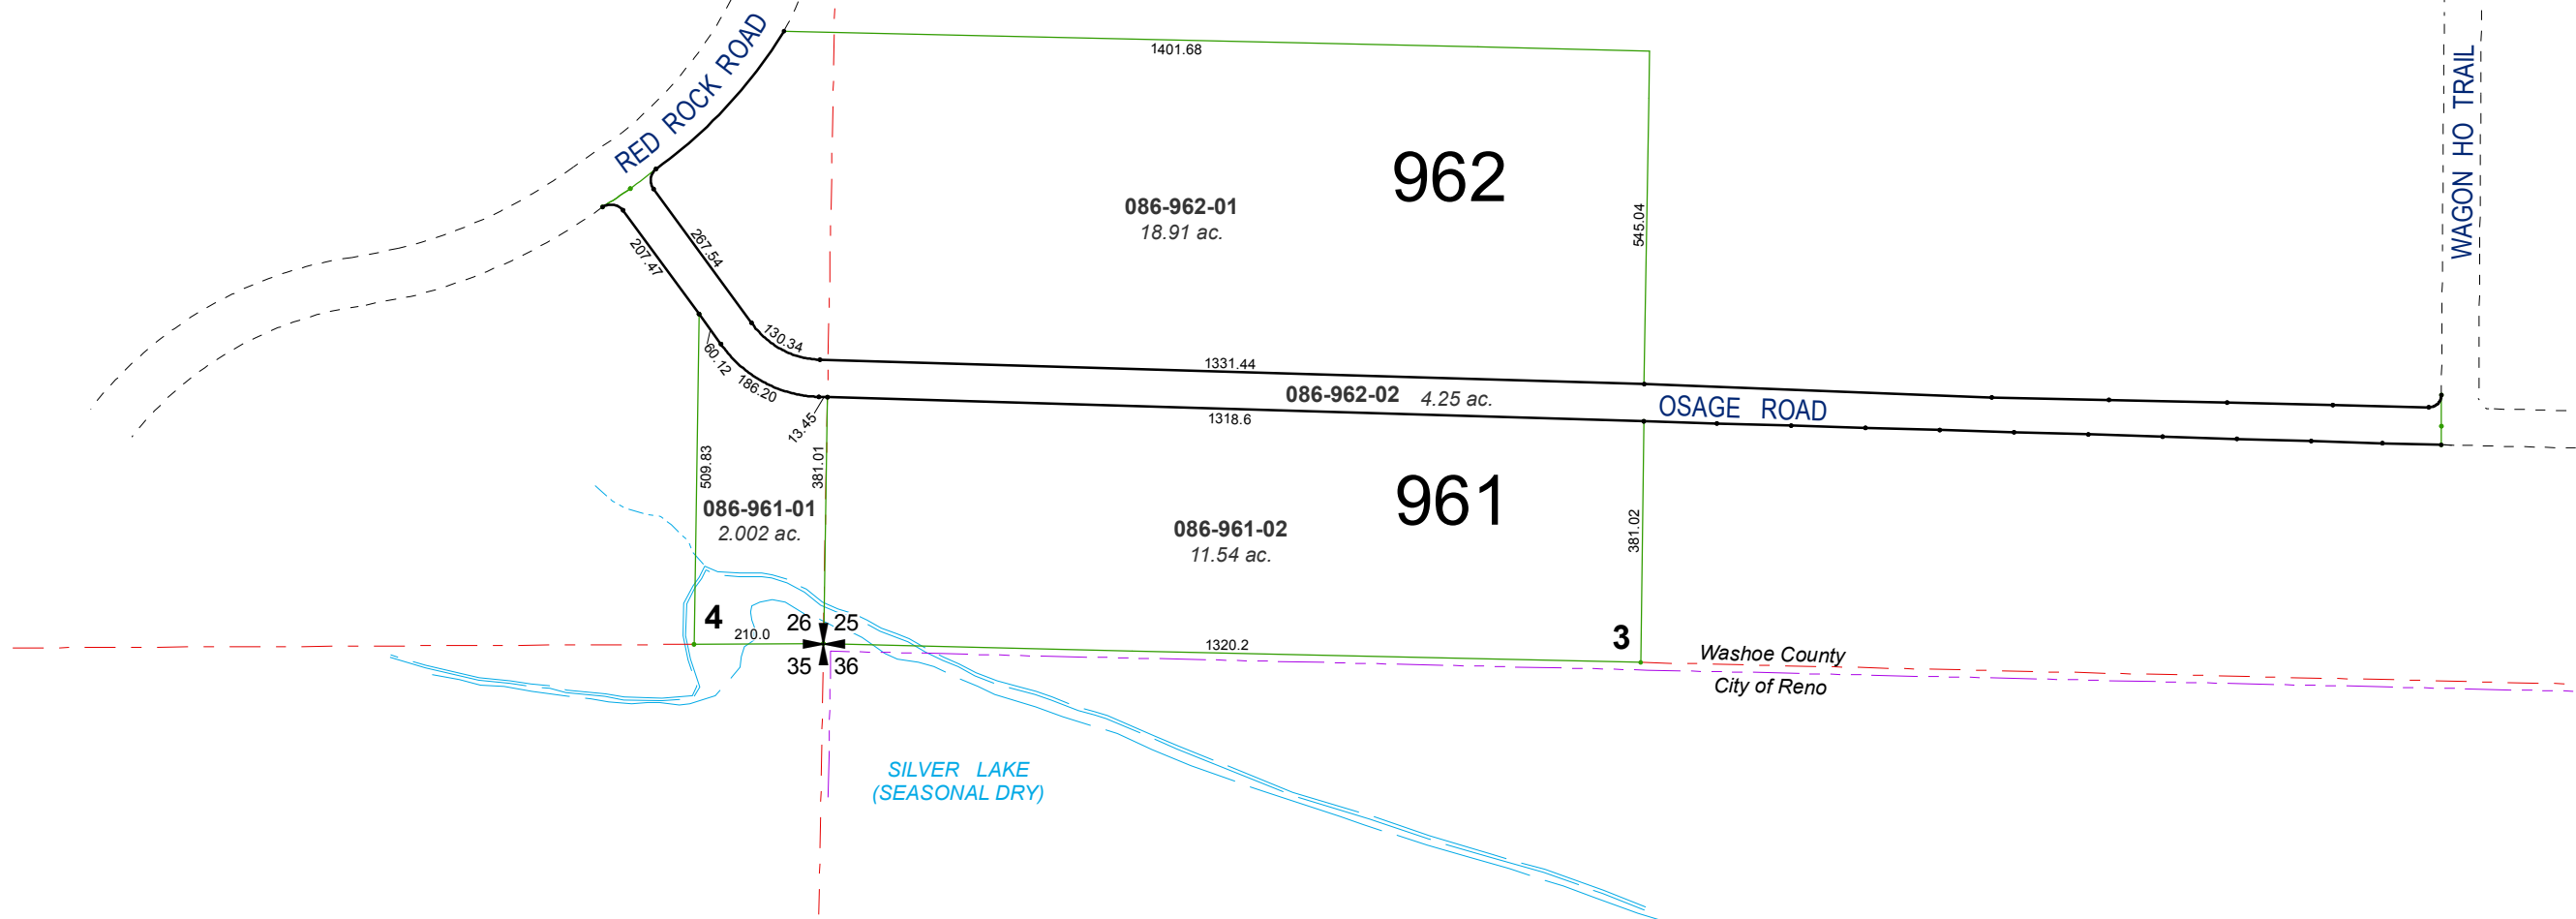 RED ROCK ROAD
1401.68
WAGON HO TRAIL
962
086-962-01
18.91 ac.
545.04
267.54
207.47
130.34
60.12
186.20
13.45
1331.44
086-962-02 4.25 ac.
OSAGE ROAD
1318.6
509.83
381.01
961
086-961-01
2.002 ac.
086-961-02
11.54 ac.
381.02
4
210.0
26 25
35 36
1320.2
3
Washoe County
City of Reno
SILVER LAKE
(SEASONAL DRY)